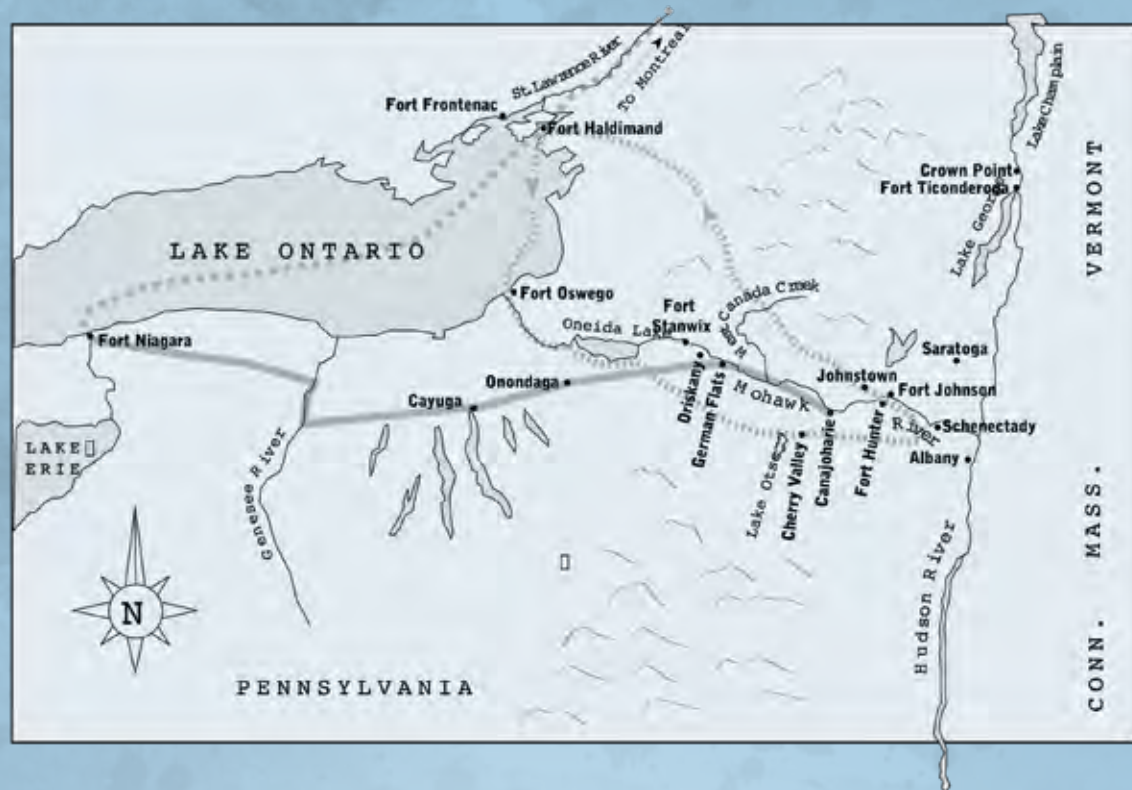 St. Lawrence River
To Montreal
Fort Frontenac
Fort Haldimand
Lake Champlain
Crown Point
Fort Ticonderoga
Lake George
VERMONT
LAKE ONTARIO
Fort Oswego
Fort
Stanwix
Oneida Lake
Canada Creek
Fort Niagara
Saratoga
Onondaga
Johnstown
Fort Johnson
Oriskany
German Flats
Mohawk
River
Cayuga
Canajoharie
Fort Hunter
Schenectady
Albany
LAKE
ERIE
Genesee River
Cherry Valley
MASS.
N
Hudson River
PENNSYLVANIA
CONN.